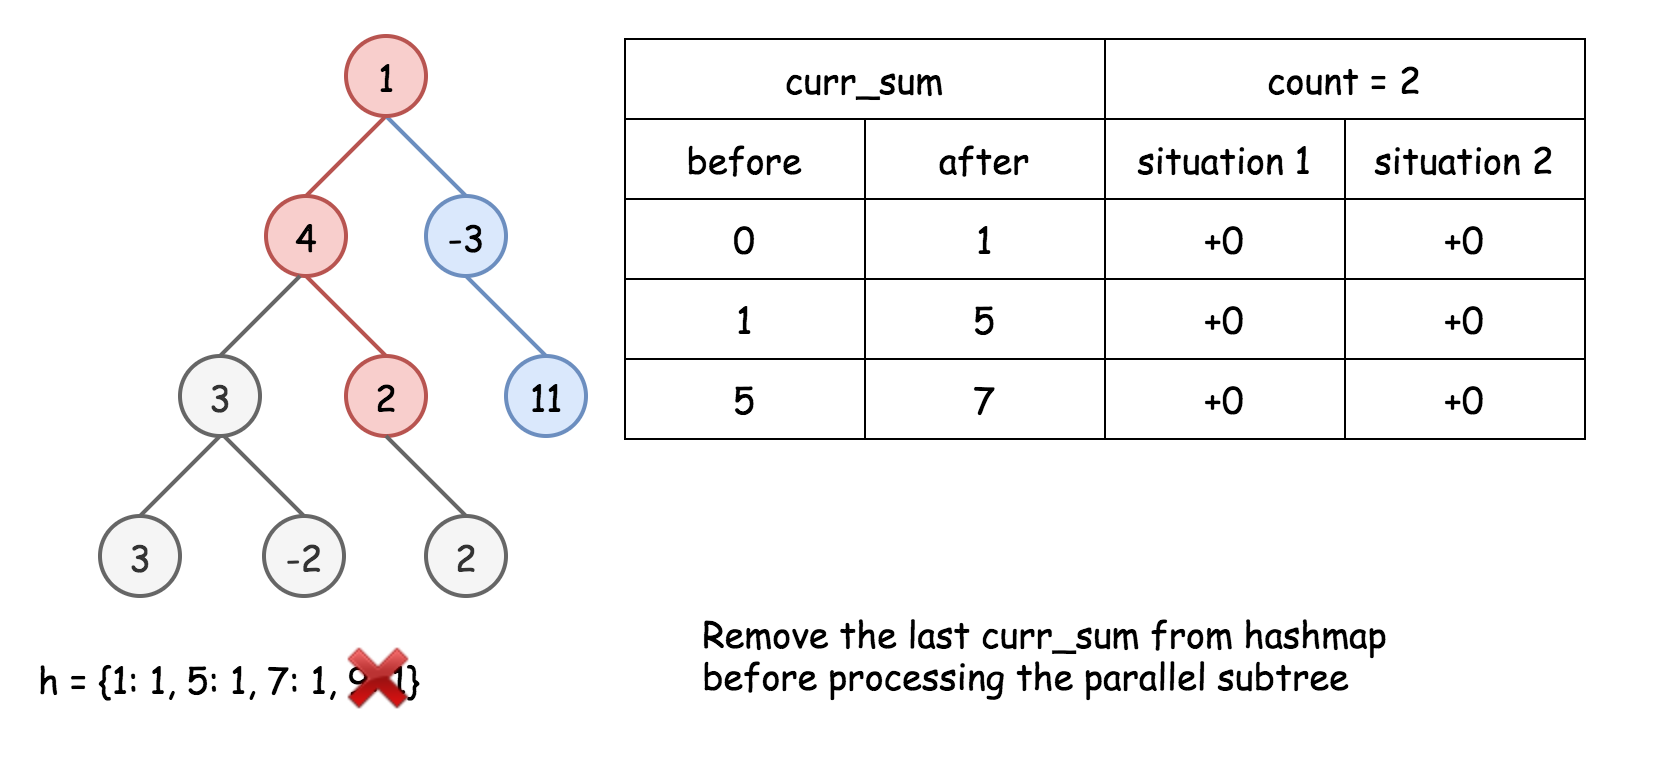 1
4 -3
3 2 11
3 -2 2
curr_sum count = 2
before after situation 1 situation 2
0 1 +0 +0
1 5 +0 +0
5 7 +0 +0
h = {1: 1, 5: 1, 7: 1, 9: 1}
Remove the last curr_sum from hashmap
before processing the parallel subtree